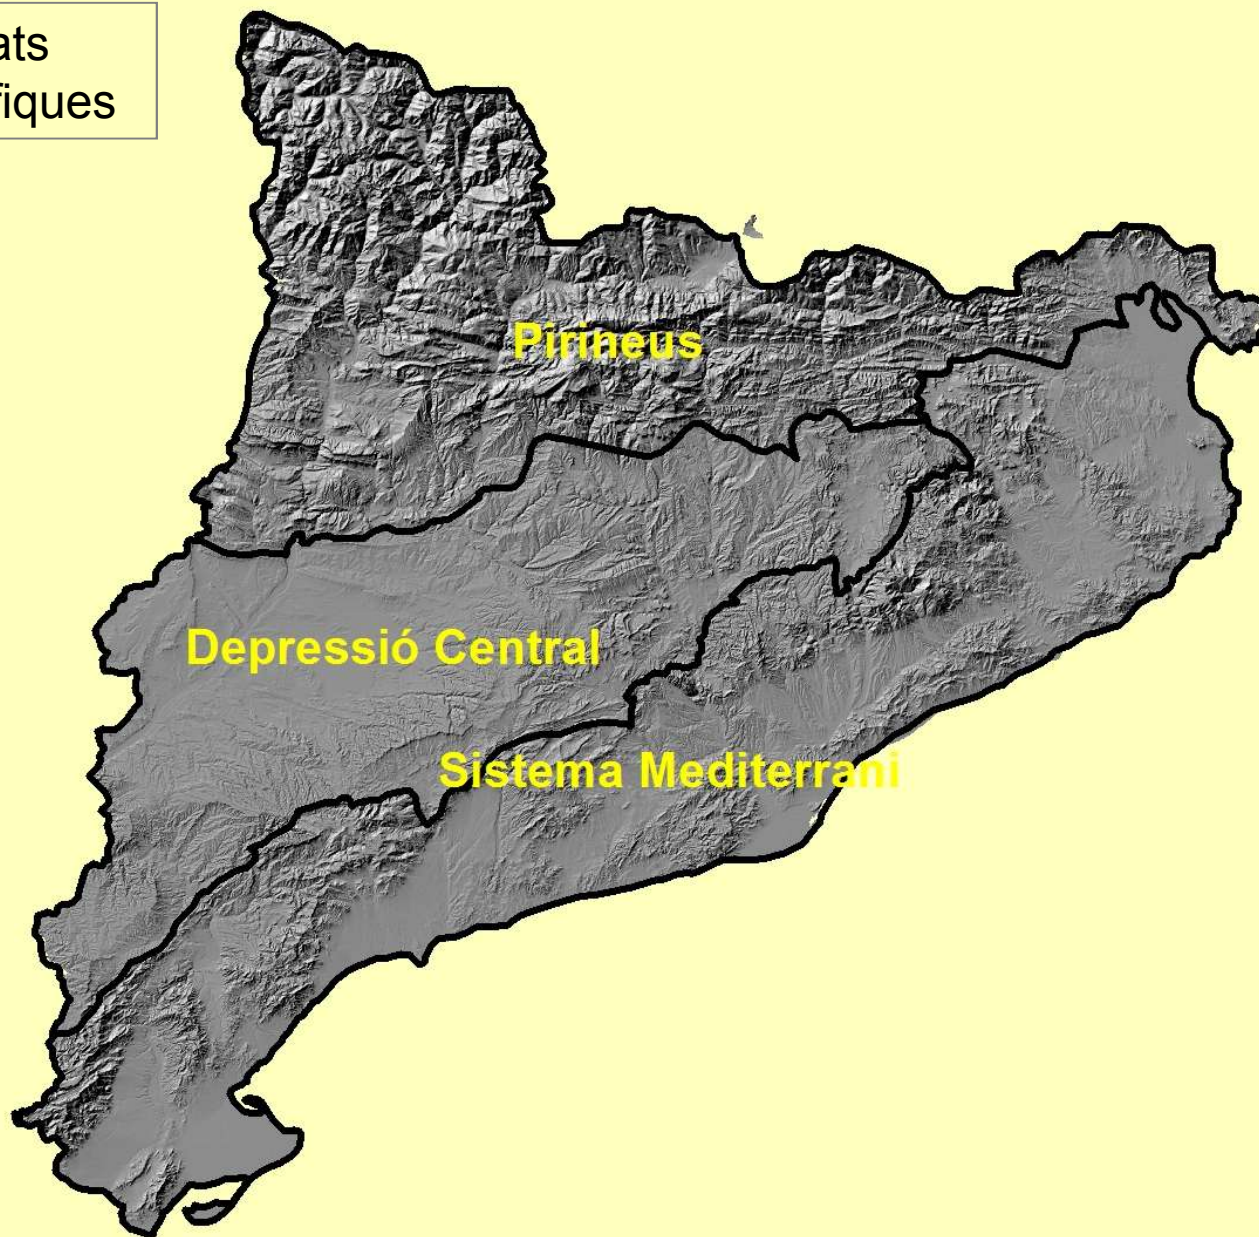 ats
fiques
Pirineus
Depressió Central
Sistema Mediterrani